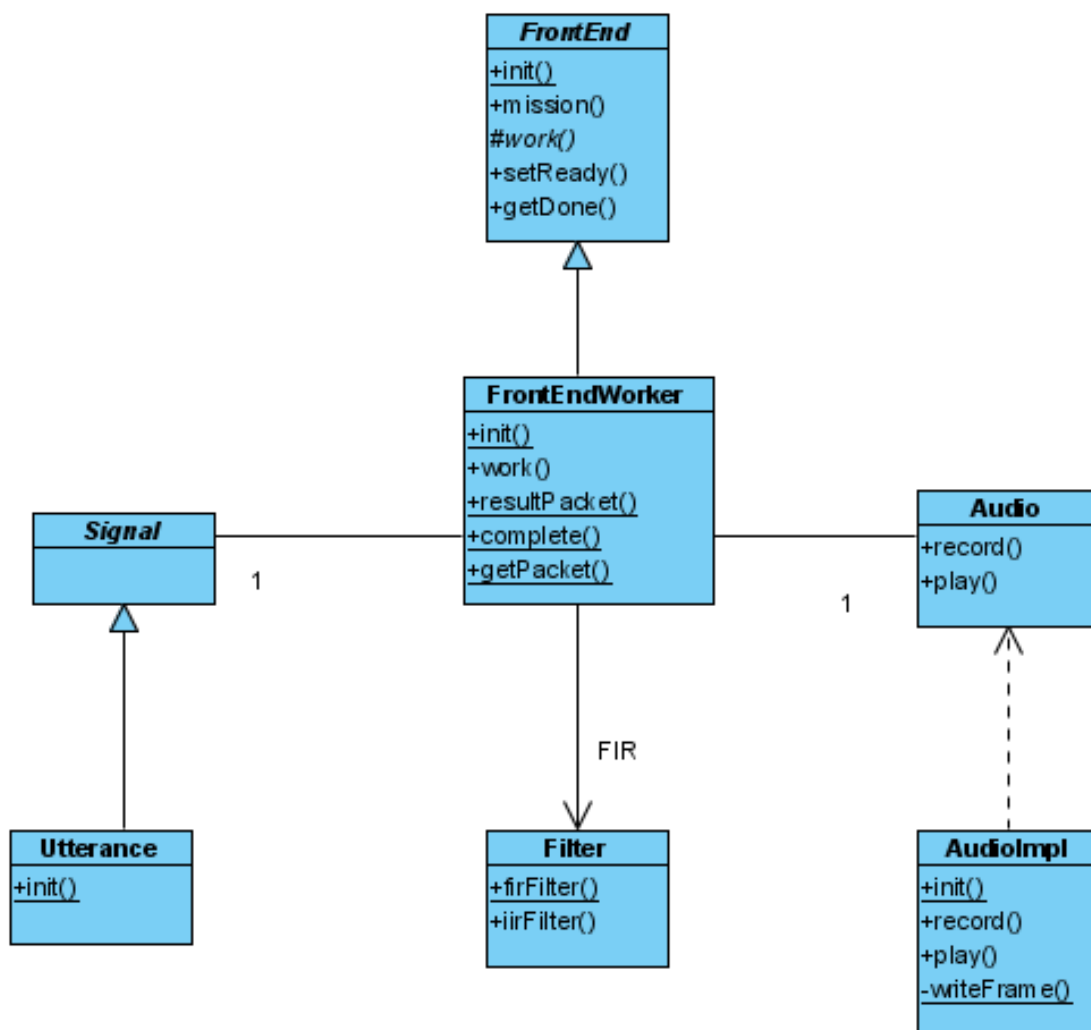 FrontEnd
+init()
+mission()
#work()
+setReady()
+getDone()
FrontEndWorker
+init()
+work()
+resultPacket()
+complete()
+getPacket()
Signal
1
Audio
+record()
+play()
1
FIR
Utterance
+init()
Filter
+firFilter()
+iirFilter()
AudioImpl
+init()
+record()
+play()
-writeFrame()